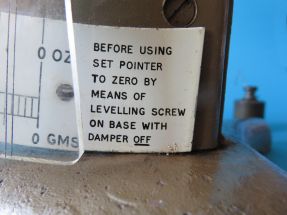 0 OZ
BEFORE USING
SET POINTER
TO ZERO BY
MEANS OF
LEVELLING SCREW
ON BASE WITH
DAMPER OFF
0 GMS